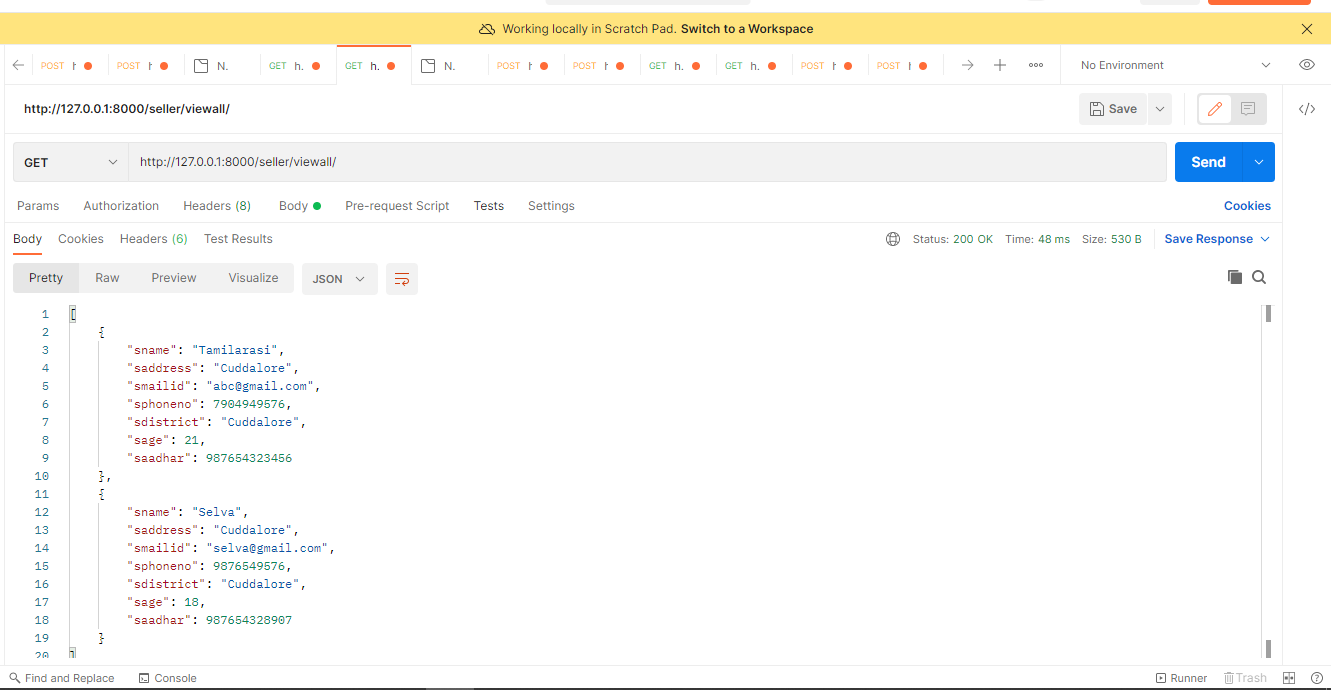 Working locally in Scratch Pad. Switch to a Workspace
POST POST N. GET h. GET h. N. POST POST GET h. GET h. POST POST No Environment
http://127.0.0.1:8000/seller/viewall/ Save
GET http://127.0.0.1:8000/seller/viewall/ Send
Params Authorization Headers (8) Body Pre-request Script Tests Settings Cookies
Body Cookies Headers (6) Test Results Status: 200 OK Time: 48 ms Size: 530 B Save Response
Pretty Raw Preview Visualize JSON
1 [
2 {
3 "sname": "Tamilarasi",
4 "saddress": "Cuddalore",
5 "smailid": "abc@gmail.com",
6 "sphoneno": 7904949576,
7 "sdistrict": "Cuddalore",
8 "sage": 21,
9 "saadhar": 987654323456
10 },
11 {
12 "sname": "Selva",
13 "saddress": "Cuddalore",
14 "smailid": "selva@gmail.com",
15 "sphoneno": 9876549576,
16 "sdistrict": "Cuddalore",
17 "sage": 18,
18 "saadhar": 987654328907
19 }
20 ]
Find and Replace Console Runner Trash